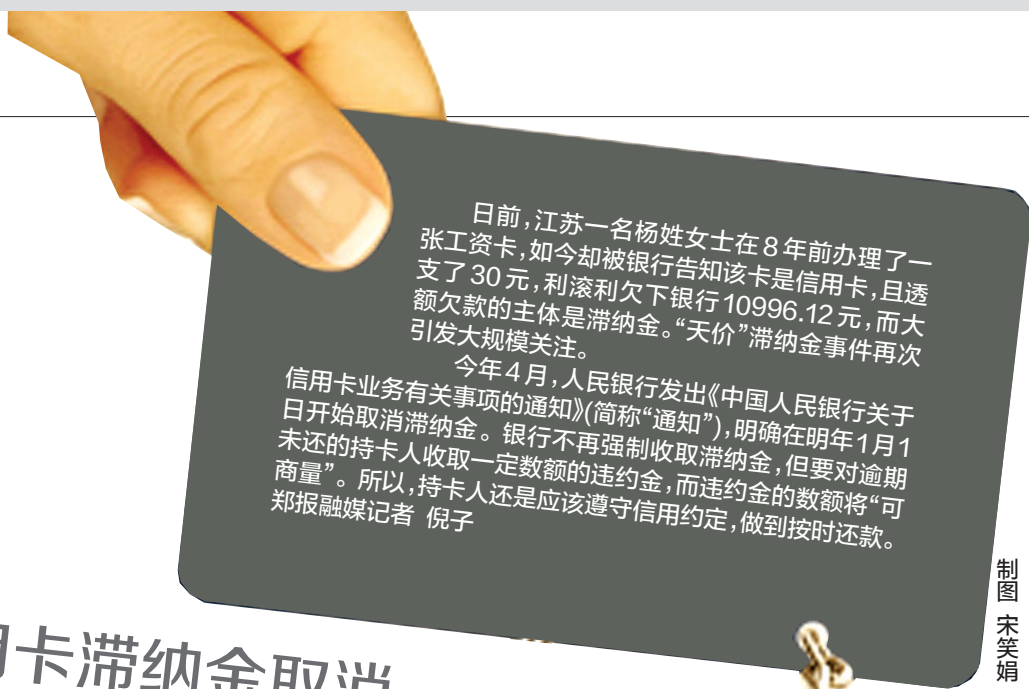 日前，江苏一名杨姓女士在8年前办理了一
张工资卡，如今却被银行告知该卡是信用卡，且透
支了30元，利滚利欠下银行10996.12元，而大
额欠款的主体是滞纳金。“天价”滞纳金事件再次
引发大规模关注。
今年4月，人民银行发出《中国人民银行关于
信用卡业务有关事项的通知》(简称“通知”)，明确在明年1月1
日开始取消滞纳金。银行不再强制收取滞纳金，但要对逾期
未还的持卡人收取一定数额的违约金，而违约金的数额将“可
商量”。所以，持卡人还是应该遵守信用约定，做到按时还款。
郑报融媒记者 倪子
制图 宋笑娟
用卡滞纳金取消